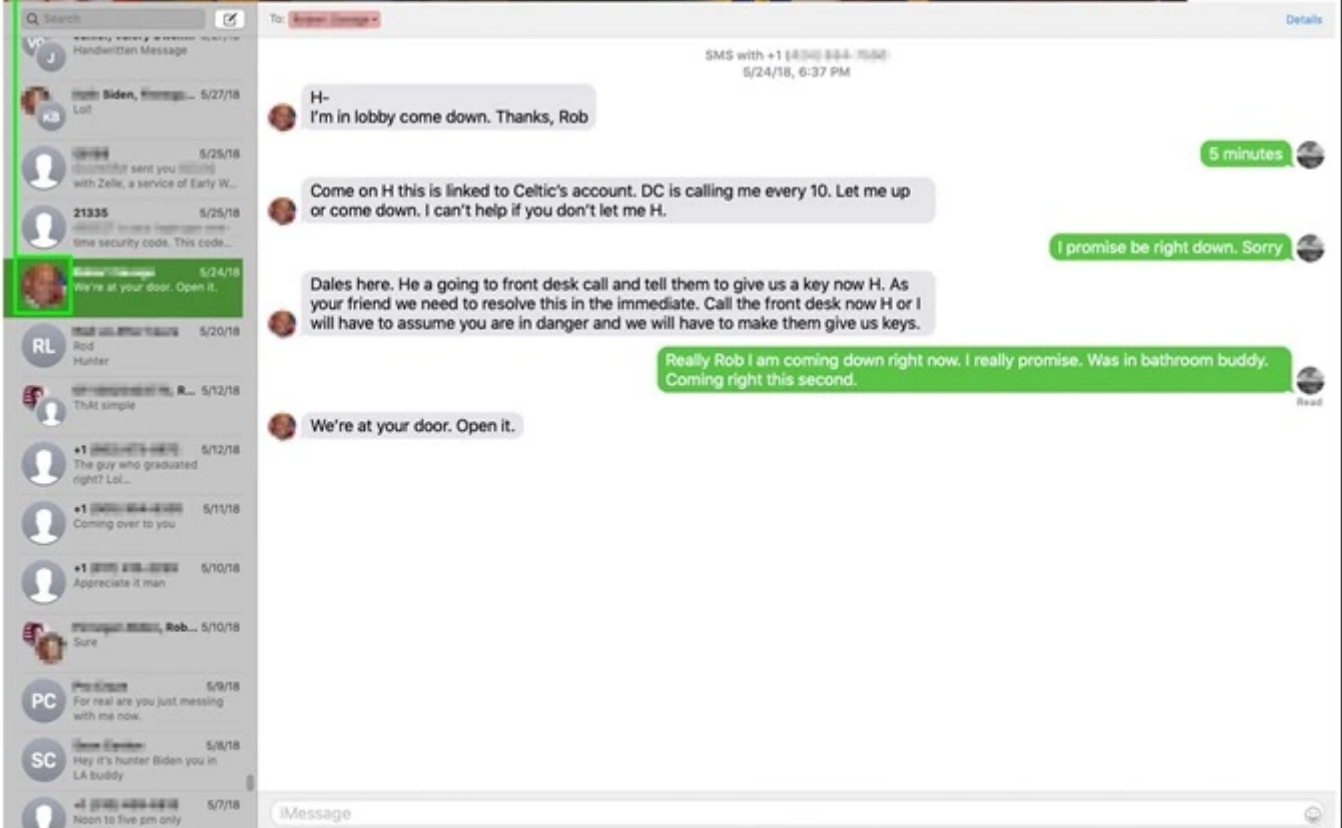 Search
To:
Details
Handwritten Message
Biden, ... 5/27/18
Lol!
KB
5/25/18
sent you
with Zelle, a service of Early W...
21335 5/25/18
time security code. This code...
5/24/18
We're at your door. Open it.
RL
5/20/18
Rod
Hunter
, R... 5/12/18
ThAt simple
+1 5/12/18
The guy who graduated
right? Lol...
+1 5/11/18
Coming over to you
+1 5/10/18
Appreciate it man
, Rob... 5/10/18
Sure
PC
5/9/18
For real are you just messing
with me now.
SC
5/8/18
Hey it's hunter Biden you in
LA buddy
5/7/18
Noon to five pm only
SMS with +1
5/24/18, 6:37 PM
H-
I'm in lobby come down. Thanks, Rob
5 minutes
Come on H this is linked to Celtic's account. DC is calling me every 10. Let me up
or come down. I can't help if you don't let me H.
I promise be right down. Sorry
Dales here. He a going to front desk call and tell them to give us a key now H. As
your friend we need to resolve this in the immediate. Call the front desk now H or I
will have to assume you are in danger and we will have to make them give us keys.
Really Rob I am coming down right now. I really promise. Was in bathroom buddy.
Coming right this second.
Read
We're at your door. Open it.
iMessage